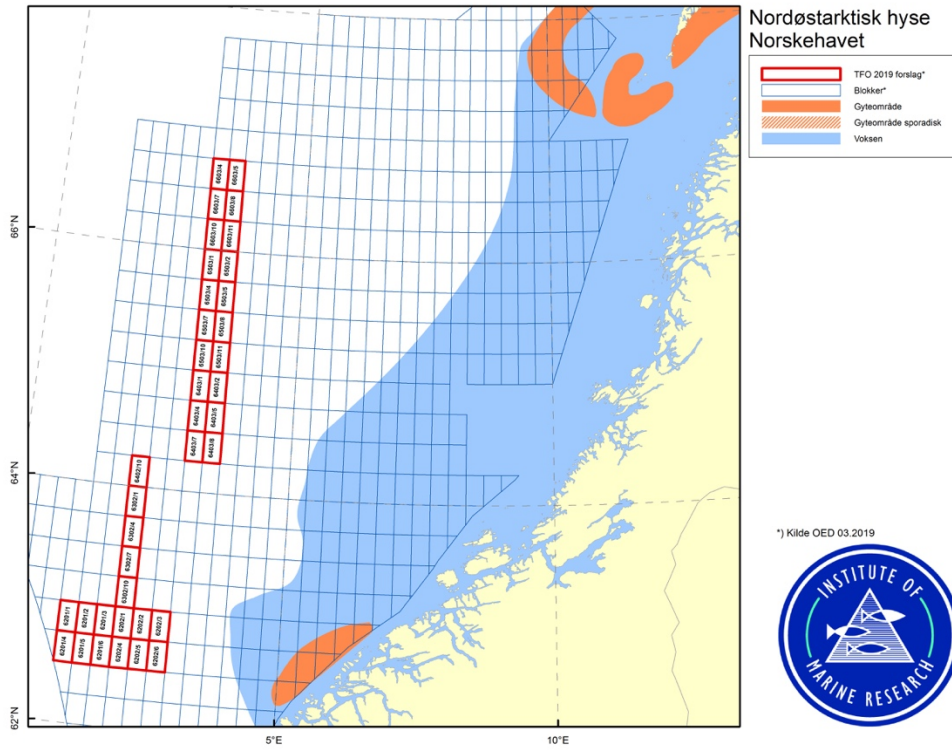 Nordøstarktisk hyse
Norskehavet
TFO 2019 forslag*
Blokker*
Gyteområde
Gyteområde sporadisk
Voksen
66°N
64°N
62°N
5°E
10°E
6603/4
6603/5
6603/7
6603/8
6603/10
6603/11
6503/1
6503/2
6503/4
6503/5
6503/7
6503/8
6503/10
6503/11
6403/1
6403/2
6403/4
6403/5
6403/7
6403/8
6402/10
6302/1
6302/4
6302/7
6302/10
6201/1
6201/2
6201/3
6202/1
6202/2
6202/3
6201/4
6201/5
6201/6
6202/4
6202/5
6202/6
*) Kilde OED 03.2019
INSTITUTE OF
MARINE RESEARCH